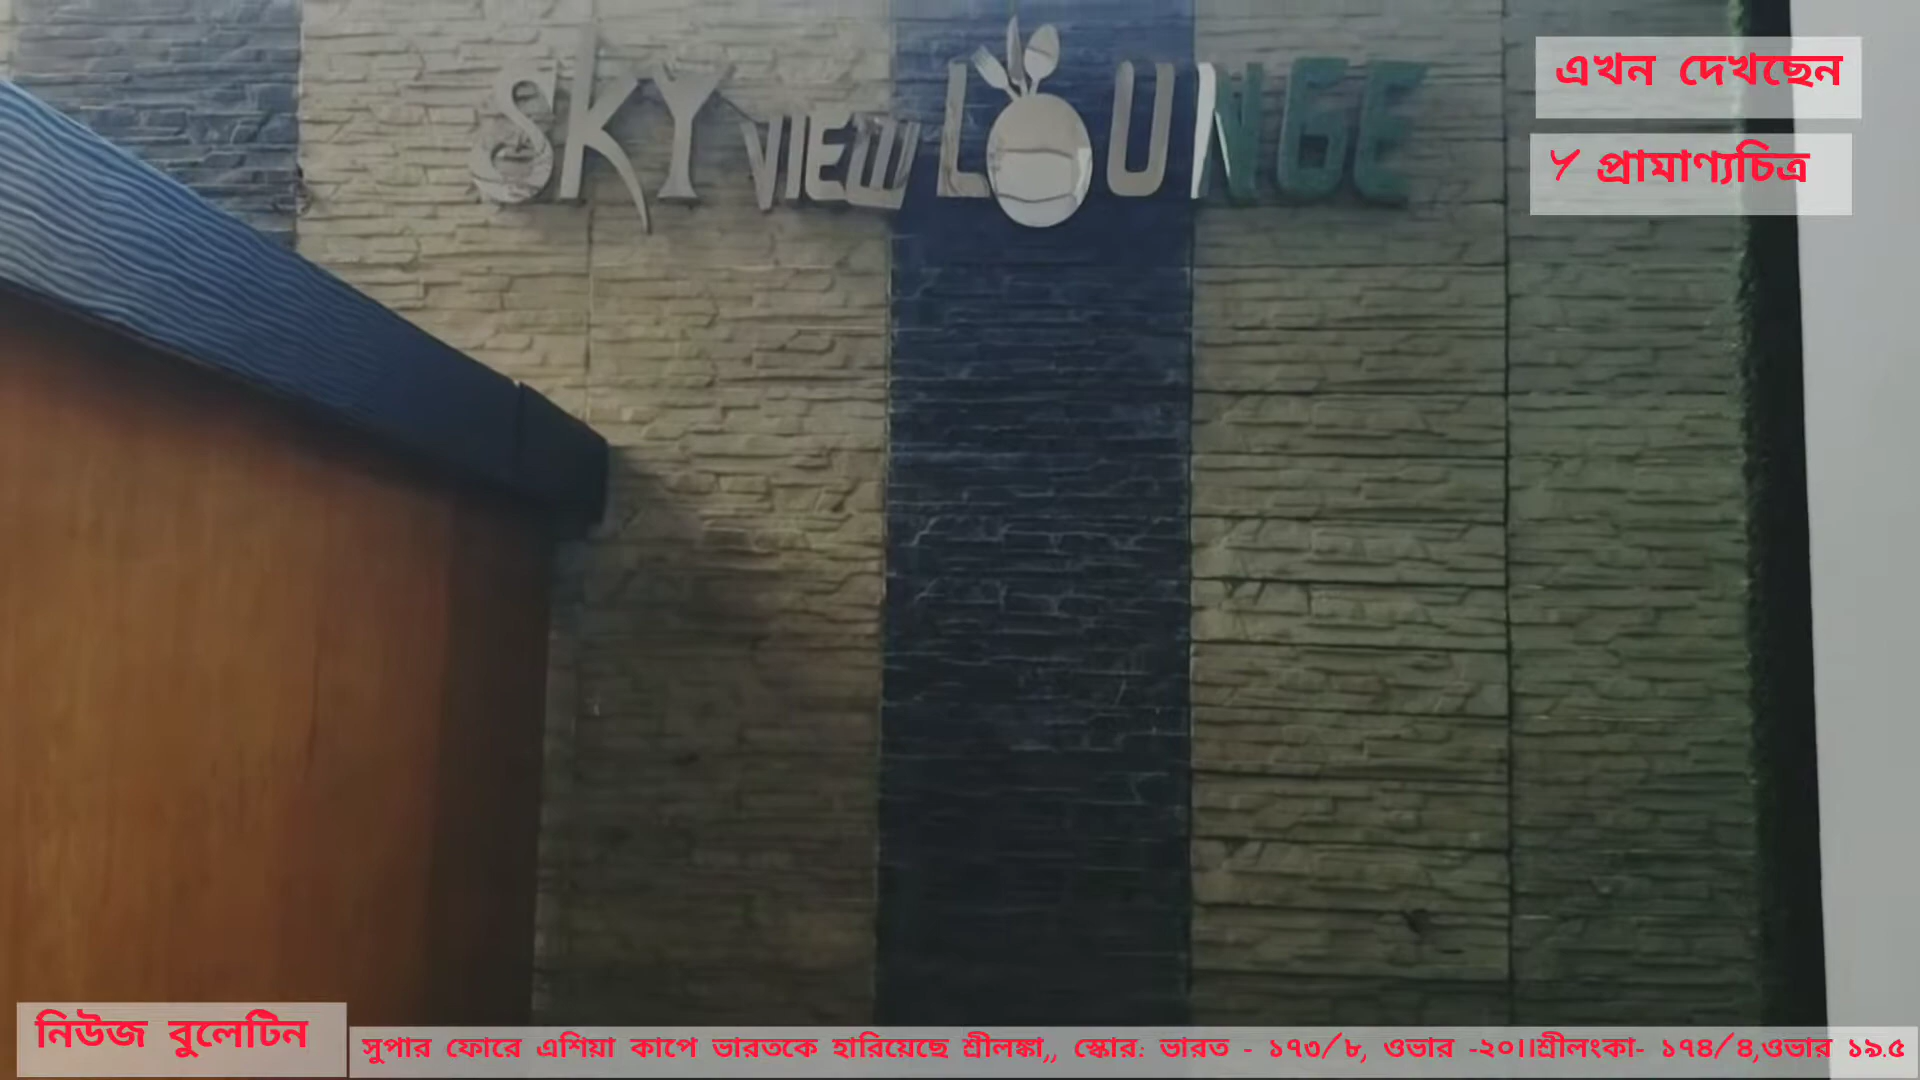 SKY VIEW LOUNGE
এখন দেখছেন
প্রামাণ্যচিত্র
নিউজ বুলেটিন
সুপার ফোরে এশিয়া কাপে ভারতকে হারিয়েছে শ্রীলঙ্কা,, স্কোর: ভারত - ১৭৩/৮, ওভার -২০।।শ্রীলংকা- ১৭৪/৪,ওভার ১৯.৫